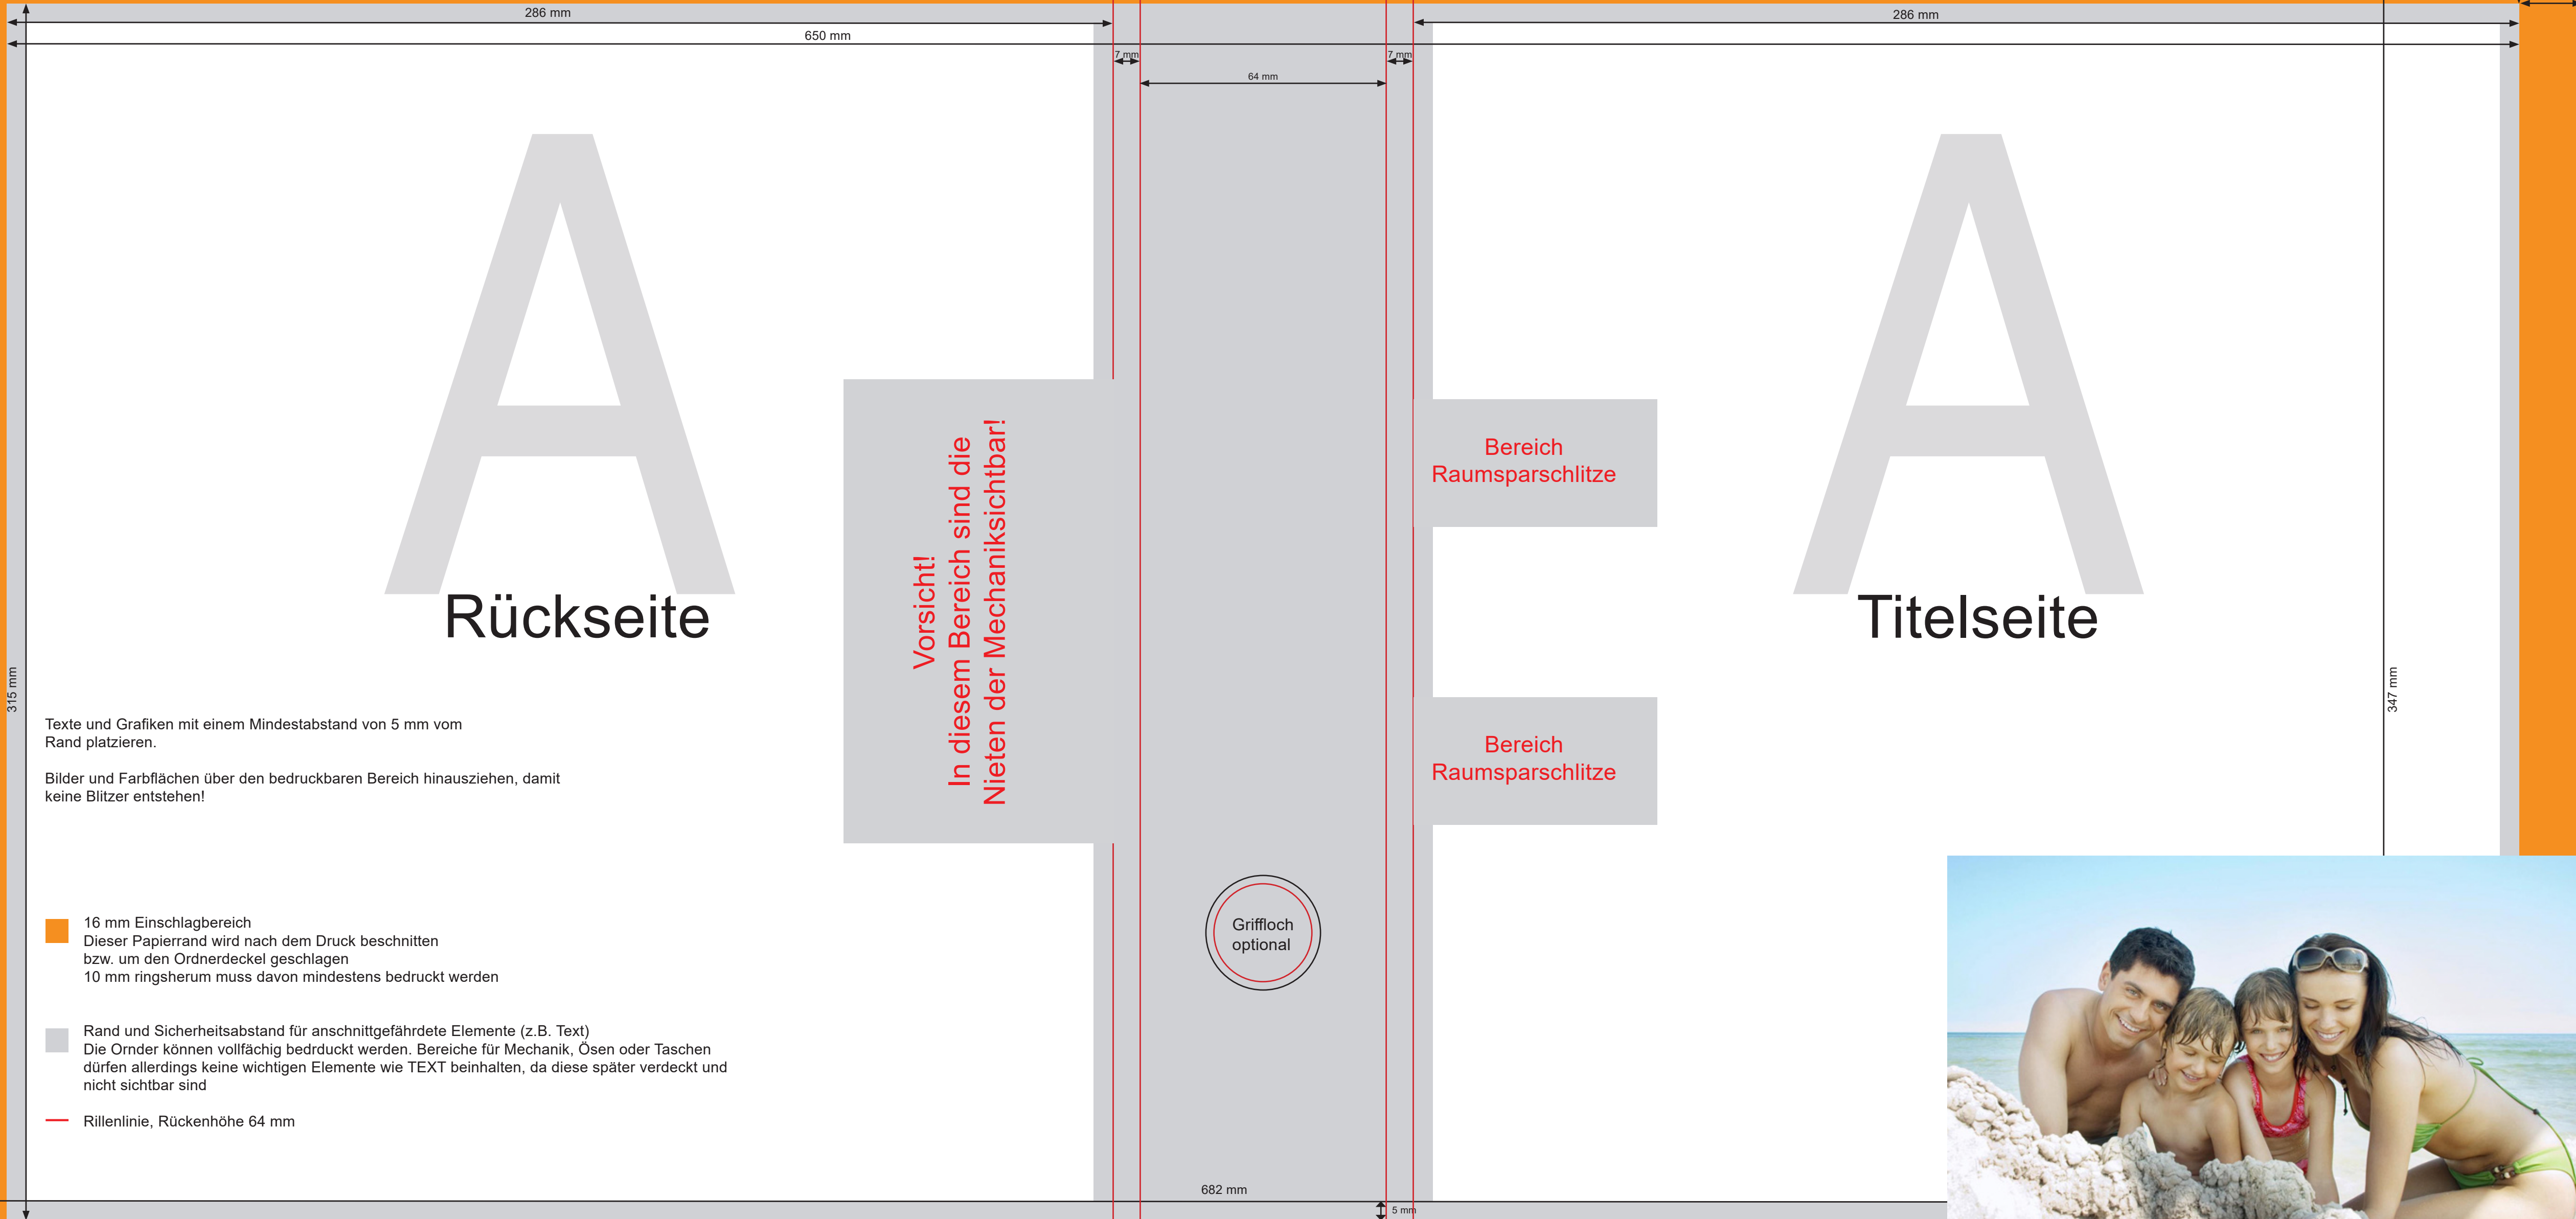 286 mm
286 mm
650 mm
7 mm
7 mm
64 mm
A
A
Rückseite
Titelseite
Vorsicht!
In diesem Bereich sind die
Nieten der Mechaniksichtbar!
Bereich
Raumsparschlitze
Bereich
Raumsparschlitze
315 mm
347 mm
Texte und Grafiken mit einem Mindestabstand von 5 mm vom
Rand platzieren.
Bilder und Farbflächen über den bedruckbaren Bereich hinausziehen, damit
keine Blitzer entstehen!
16 mm Einschlagbereich
Dieser Papierrand wird nach dem Druck beschnitten
bzw. um den Ordnerdeckel geschlagen
10 mm ringsherum muss davon mindestens bedruckt werden
Griffloch
optional
Rand und Sicherheitsabstand für anschnittgefährdete Elemente (z.B. Text)
Die Ornder können vollfächig bedrduckt werden. Bereiche für Mechanik, Ösen oder Taschen
dürfen allerdings keine wichtigen Elemente wie TEXT beinhalten, da diese später verdeckt und
nicht sichtbar sind
Rillenlinie, Rückenhöhe 64 mm
682 mm
5 mm